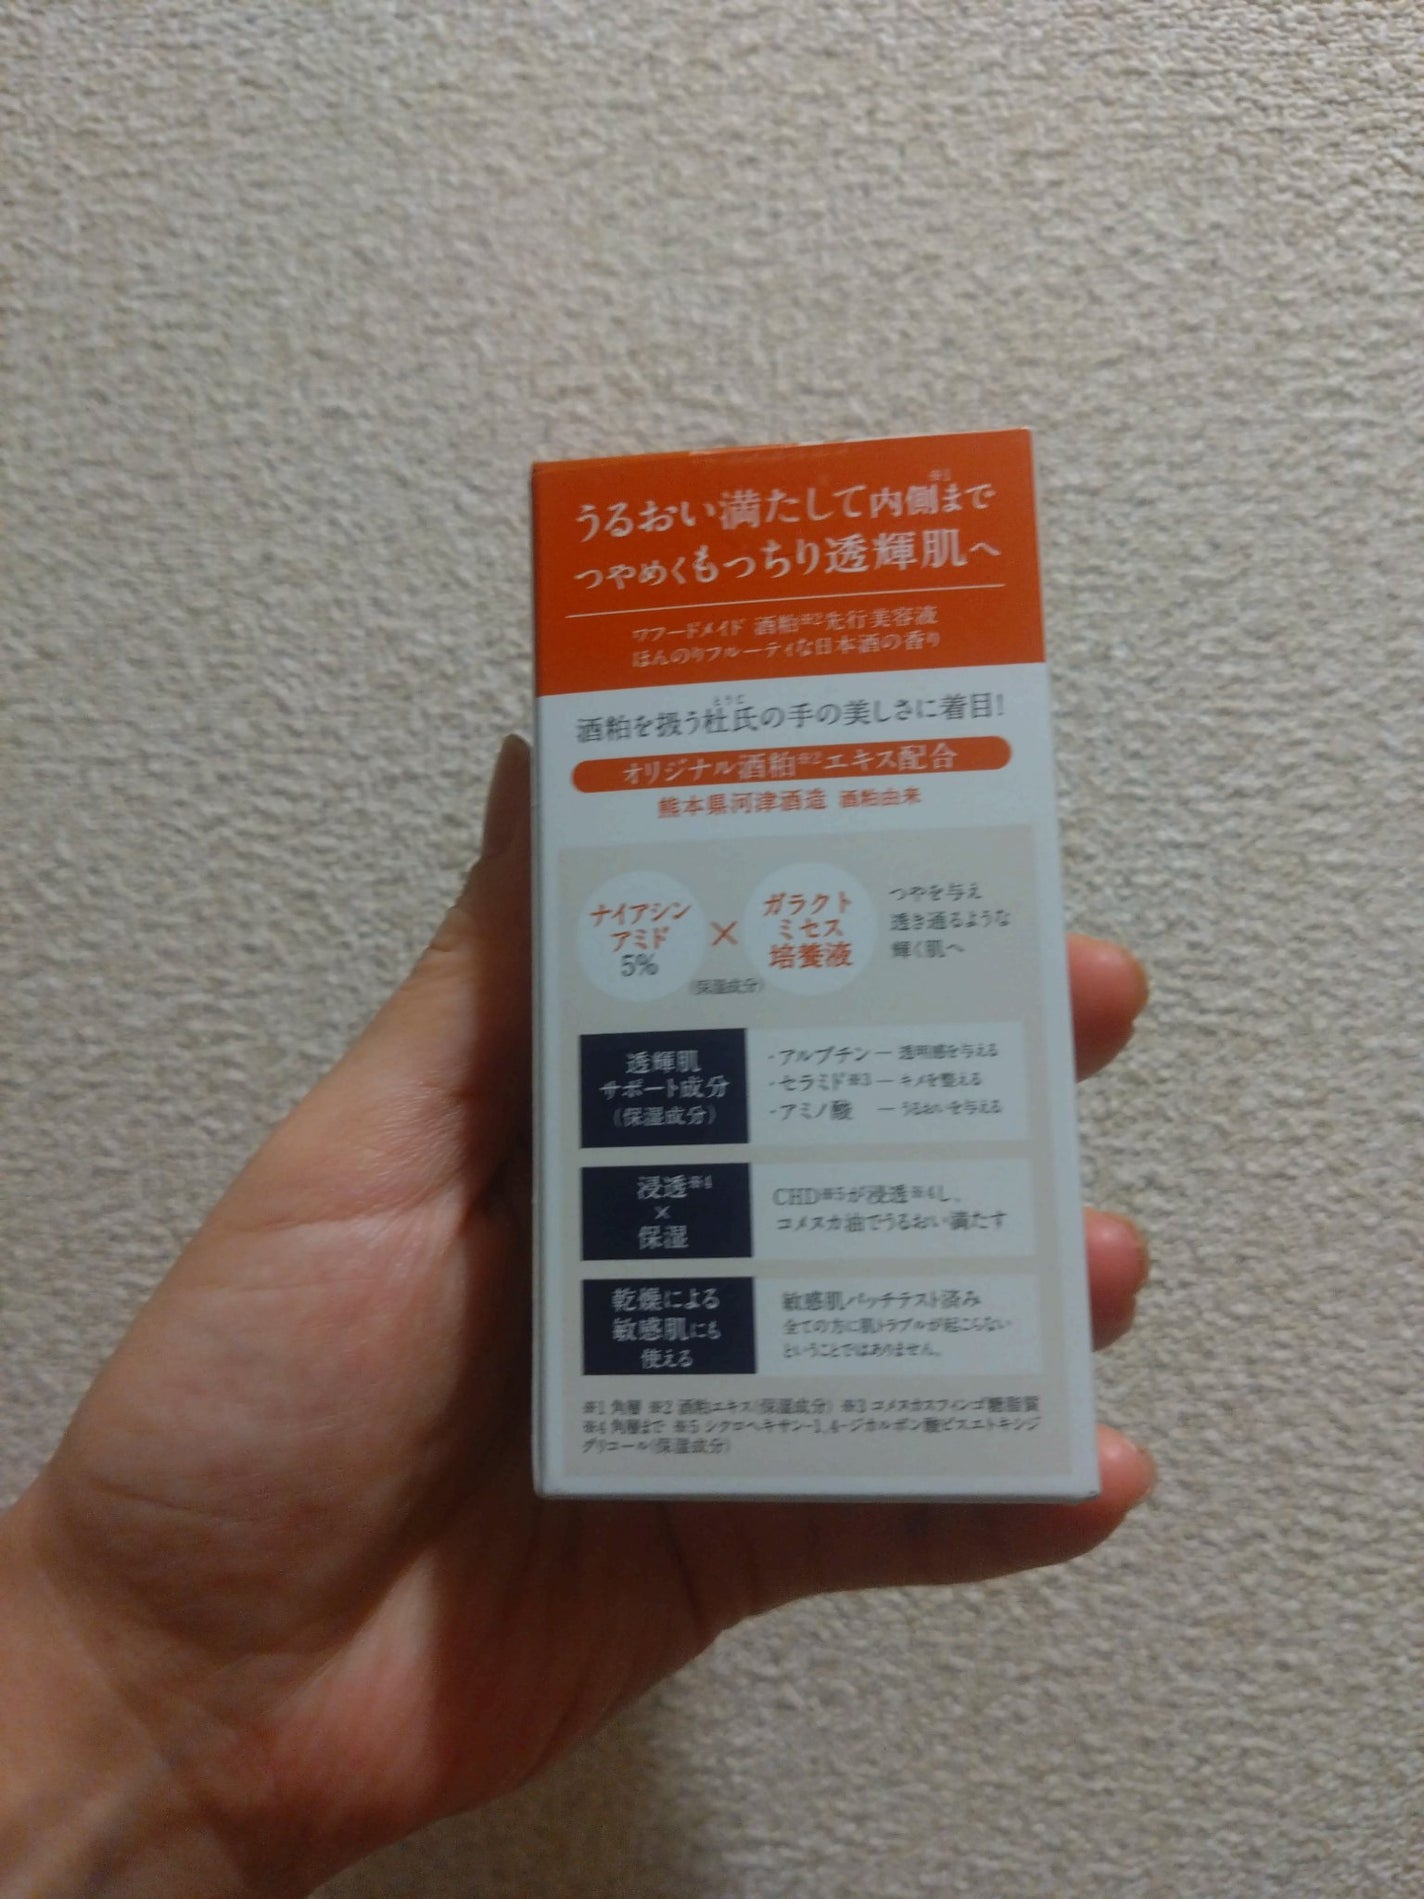 うるおい満たして内側※1まで
つやめくもっちり透輝肌へ
ワフードメイド 酒粕※2先行美容液
ほんのりフルーティな日本酒の香り
酒粕を扱う杜氏の手の美しさに着目!
とうじ
オリジナル酒粕※2エキス配合
熊本県河津酒造 酒粕由来
ナイアシン
アミド
5%
×
ガラクト
ミセス
培養液
(保湿成分)
つやを与え
透き通るような
輝く肌へ
透輝肌
サポート成分
(保湿成分)
・アルブチン ― 透明感を与える
・セラミド※3 ― キメを整える
・アミノ酸 ― うるおいを与える
浸透※4
×
保湿
CHD※5が浸透※4し、
コメヌカ油でうるおい満たす
乾燥による
敏感肌にも
使える
敏感肌パッチテスト済み
全ての方に肌トラブルが起こらない
ということではありません。
※1 角層 ※2 酒粕エキス(保湿成分) ※3 コメヌカスフィンゴ糖脂質
※4 角層まで ※5 シクロヘキサン-1,4-ジカルボン酸ビスエトキシジ
グリコール(保湿成分)